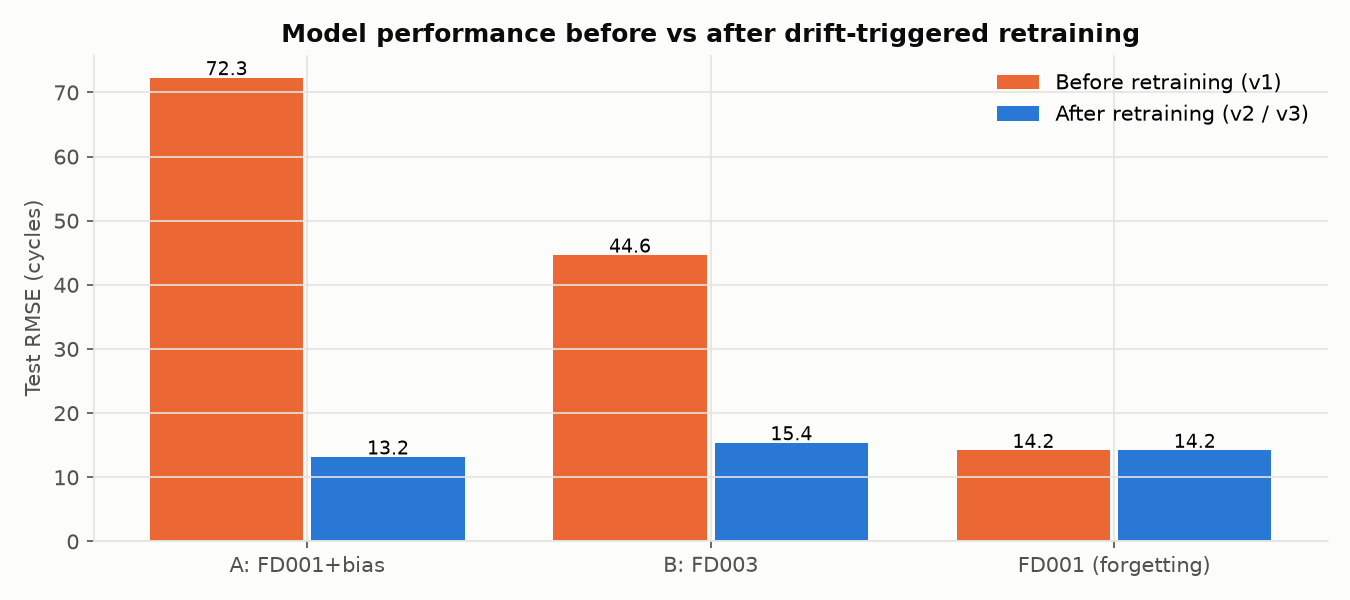 Model performance before vs after drift-triggered retraining
Before retraining (v1)
After retraining (v2 / v3)
Test RMSE (cycles)
70
60
50
40
30
20
10
0
72.3
13.2
44.6
15.4
14.2
14.2
A: FD001+bias
B: FD003
FD001 (forgetting)